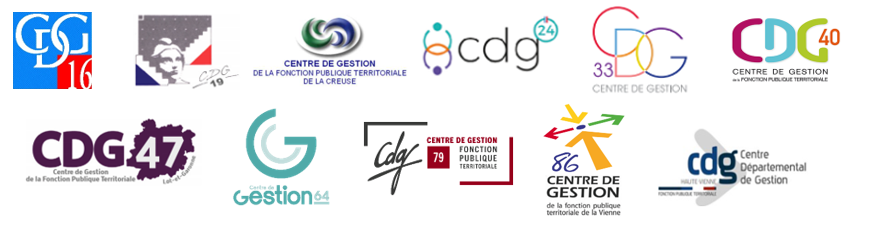 CDG
16
CDG
19
CENTRE DE GESTION
DE LA FONCTION PUBLIQUE TERRITORIALE
DE LA CREUSE
cdg 24
CDG
33
CENTRE DE GESTION
CDG 40
CENTRE DE GESTION
DE LA FONCTION PUBLIQUE TERRITORIALE
CDG 47
Centre de Gestion
de la Fonction Publique Territoriale
Lot-et-Garonne
G
Centre de
Gestion 64
Cdg
79
CENTRE DE GESTION
FONCTION
PUBLIQUE
TERRITORIALE
86
CENTRE DE
GESTION
de la fonction publique
territoriale de la Vienne
cdg
HAUTE VIENNE
FONCTION PUBLIQUE TERRITORIALE
Centre
Départemental
de Gestion